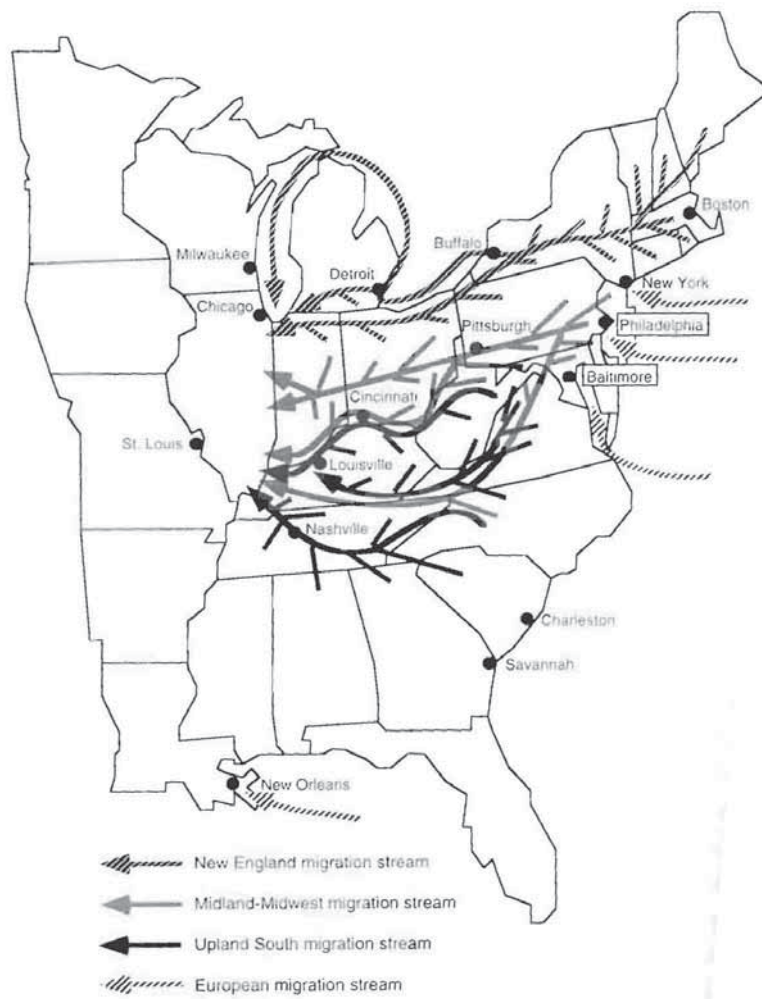 Boston
Buffalo
Milwaukee
Detroit
New York
Chicago
Pittsburgh
Philadelphia
Baltimore
Cincinnati
St. Louis
Louisville
Nashville
Charleston
Savannah
New Orleans
New England migration stream
Midland-Midwest migration stream
Upland South migration stream
European migration stream